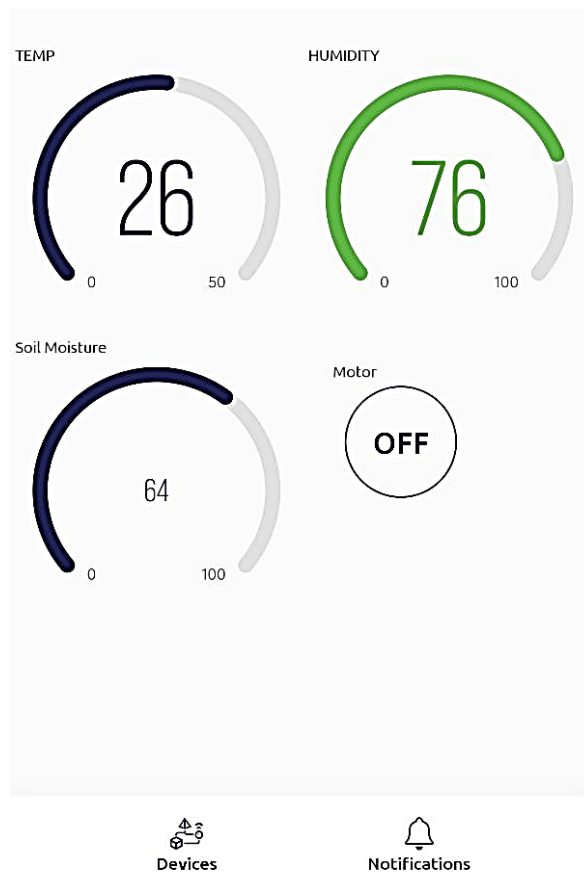 TEMP
HUMIDITY
26
76
0
50
0
100
Soil Moisture
Motor
OFF
64
0
100
Devices
Notifications